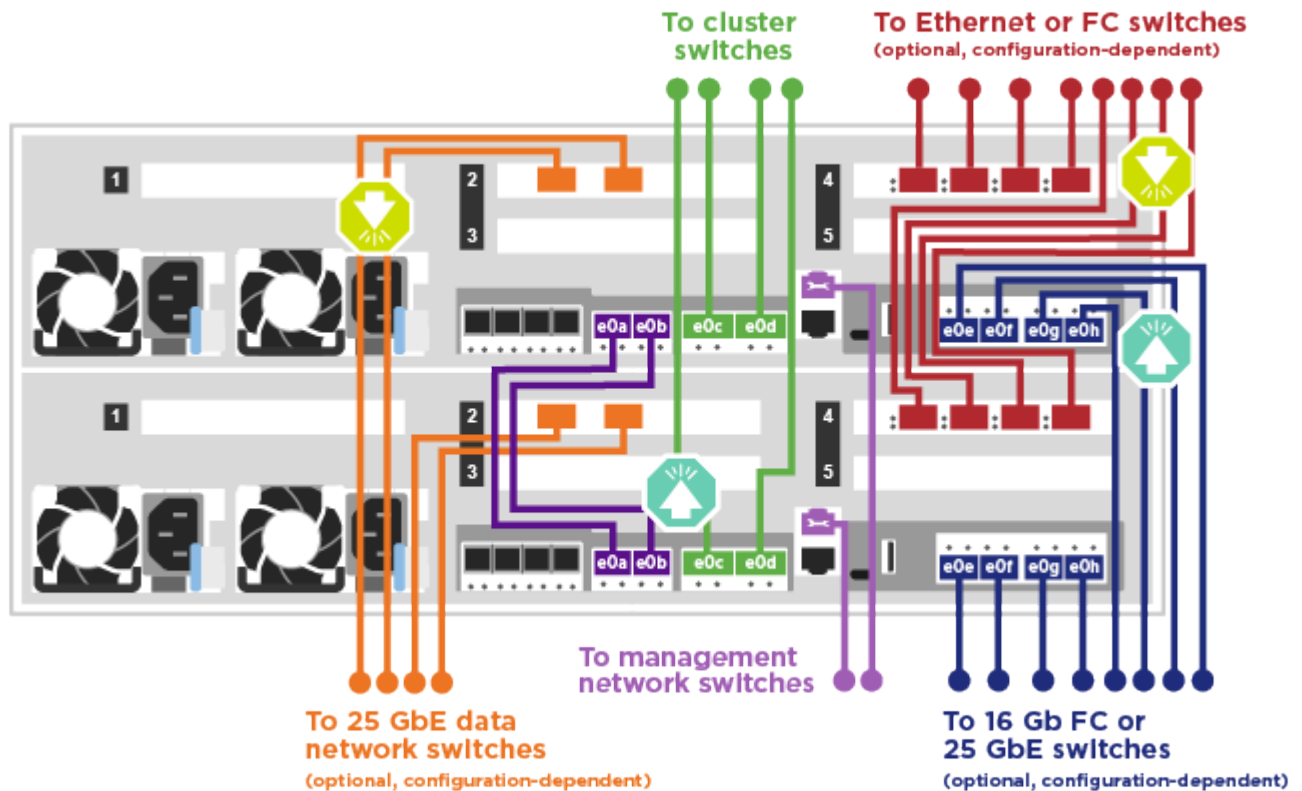 To cluster
switches
To Ethernet or FC switches
(optional, configuration-dependent)
1
2
3
4
5
e0a e0b e0c e0d
e0e e0f e0g e0h
1
2
3
4
5
e0a e0b e0c e0d
e0e e0f e0g e0h
To management
network switches
To 25 GbE data
network switches
(optional, configuration-dependent)
To 16 Gb FC or
25 GbE switches
(optional, configuration-dependent)